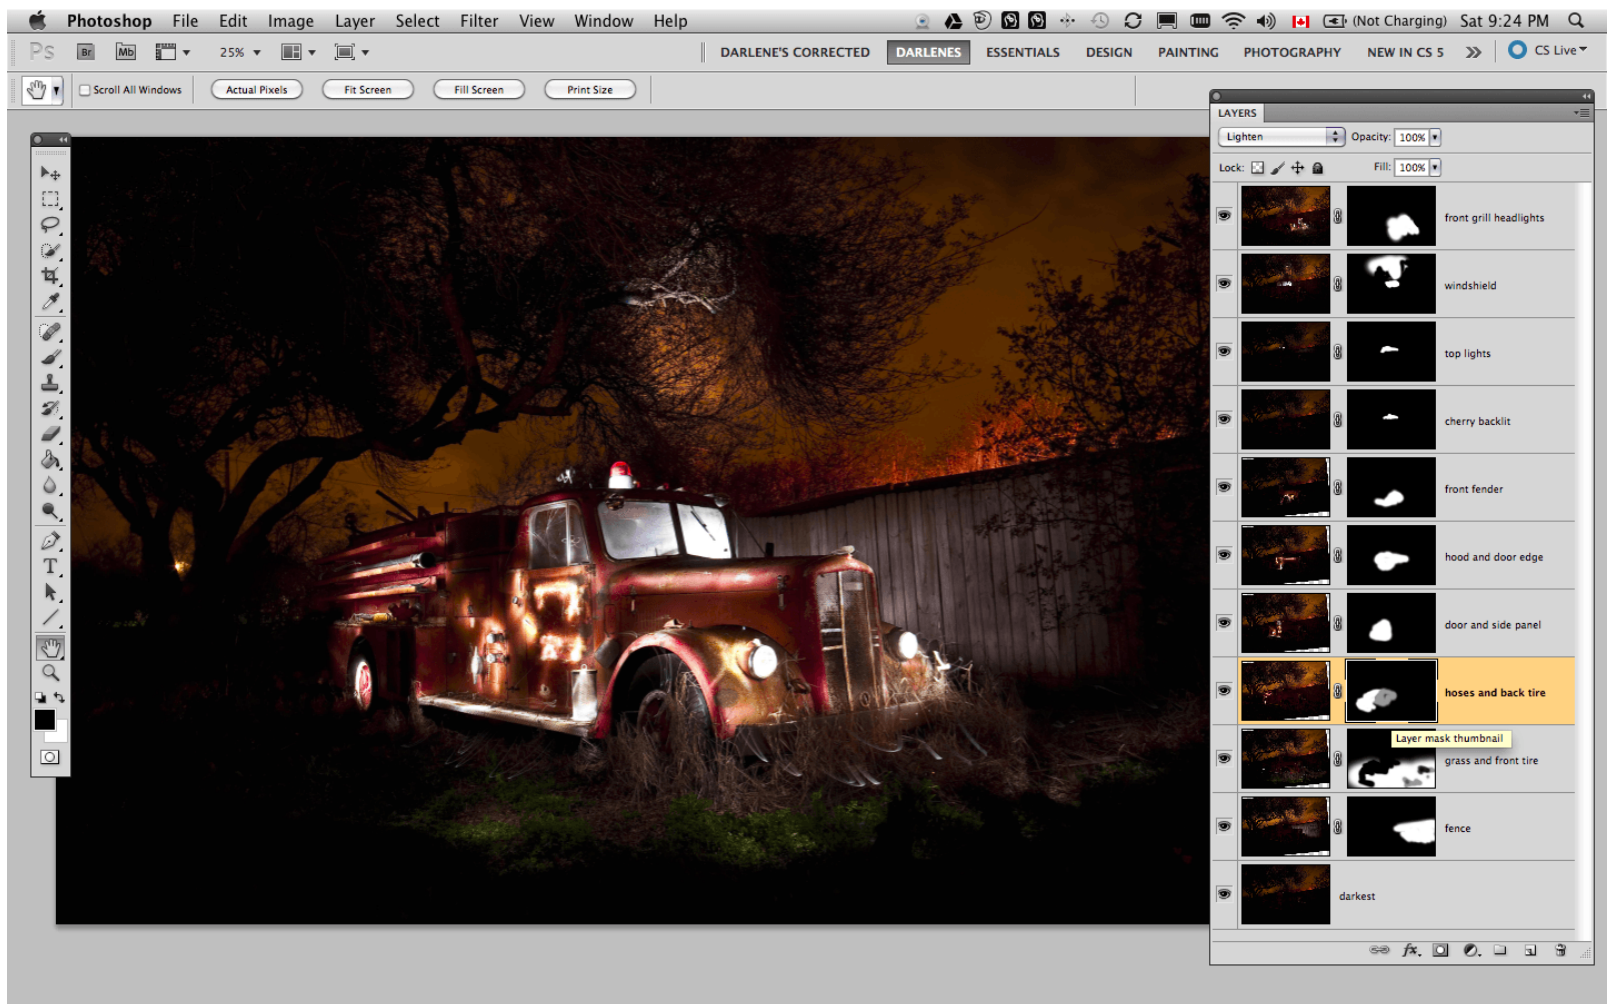 Photoshop File Edit Image Layer Select Filter View Window Help (Not Charging) Sat 9:24 PM
Ps Br Mb 25% DARLENE'S CORRECTED DARLENES ESSENTIALS DESIGN PAINTING PHOTOGRAPHY NEW IN CS 5 CS Live
Scroll All Windows Actual Pixels Fit Screen Fill Screen Print Size
LAYERS
Lighten Opacity: 100%
Lock: Fill: 100%
front grill headlights
windshield
top lights
cherry backlit
front fender
hood and door edge
door and side panel
hoses and back tire
Layer mask thumbnail
grass and front tire
fence
darkest
T
fx.